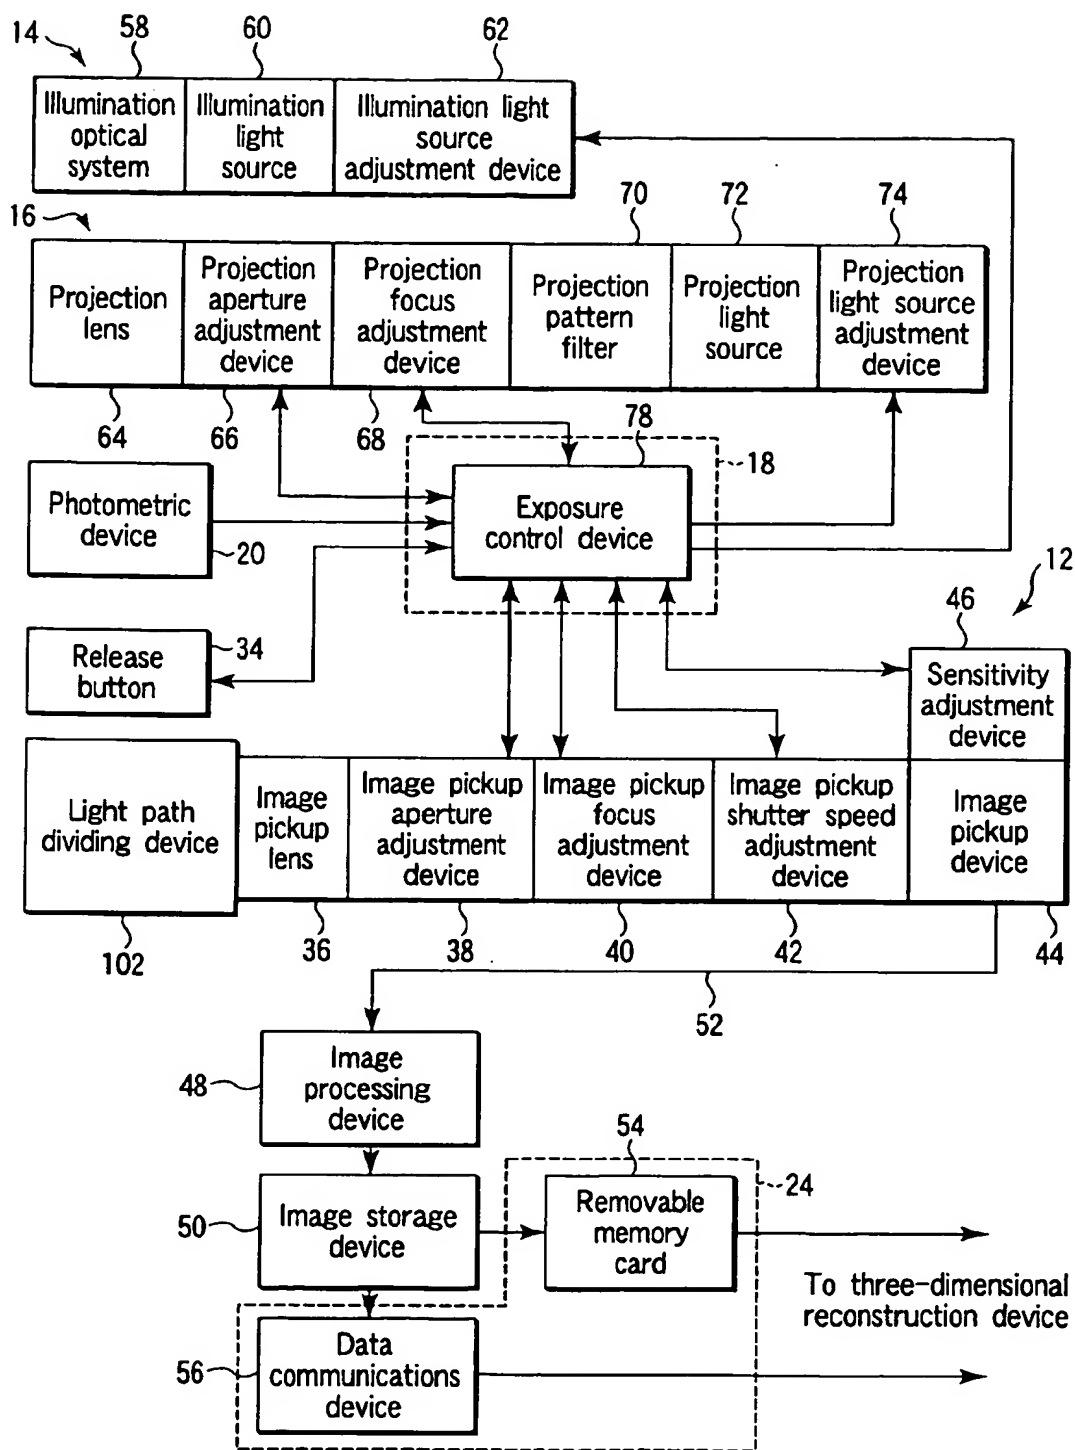 14
58
60
62
Illumination optical system
Illumination light source
Illumination light source adjustment device
16
70
72
74
Projection lens
Projection aperture adjustment device
Projection focus adjustment device
Projection pattern filter
Projection light source
Projection light source adjustment device
64
66
68
78
18
Photometric device
20
Exposure control device
12
46
Release button
34
Sensitivity adjustment device
Light path dividing device
Image pickup lens
Image pickup aperture adjustment device
Image pickup focus adjustment device
Image pickup shutter speed adjustment device
Image pickup device
102
36
38
40
42
44
52
48
Image processing device
54
24
50
Image storage device
Removable memory card
To three-dimensional reconstruction device
56
Data communications device